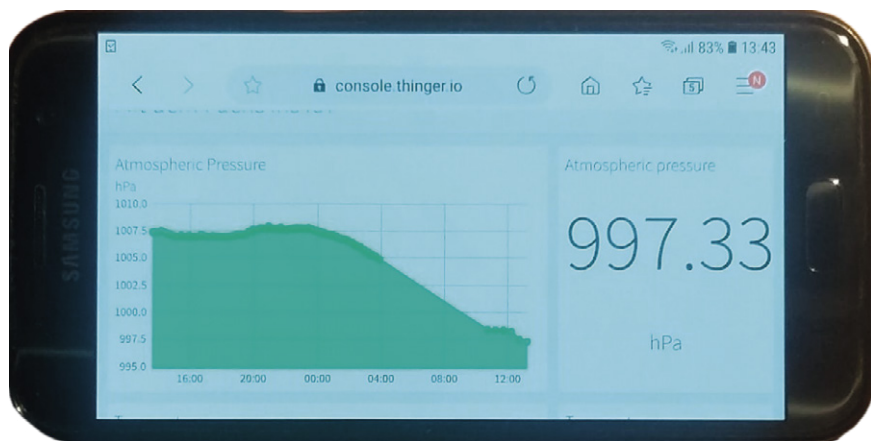 83% 13:43
console.thinger.io
5
N
Atmospheric Pressure
hPa
1010.0
1007.5
1005.0
1002.5
1000.0
997.5
995.0
16:00 20:00 00:00 04:00 08:00 12:00
Atmospheric pressure
997.33
hPa
SAMSUNG